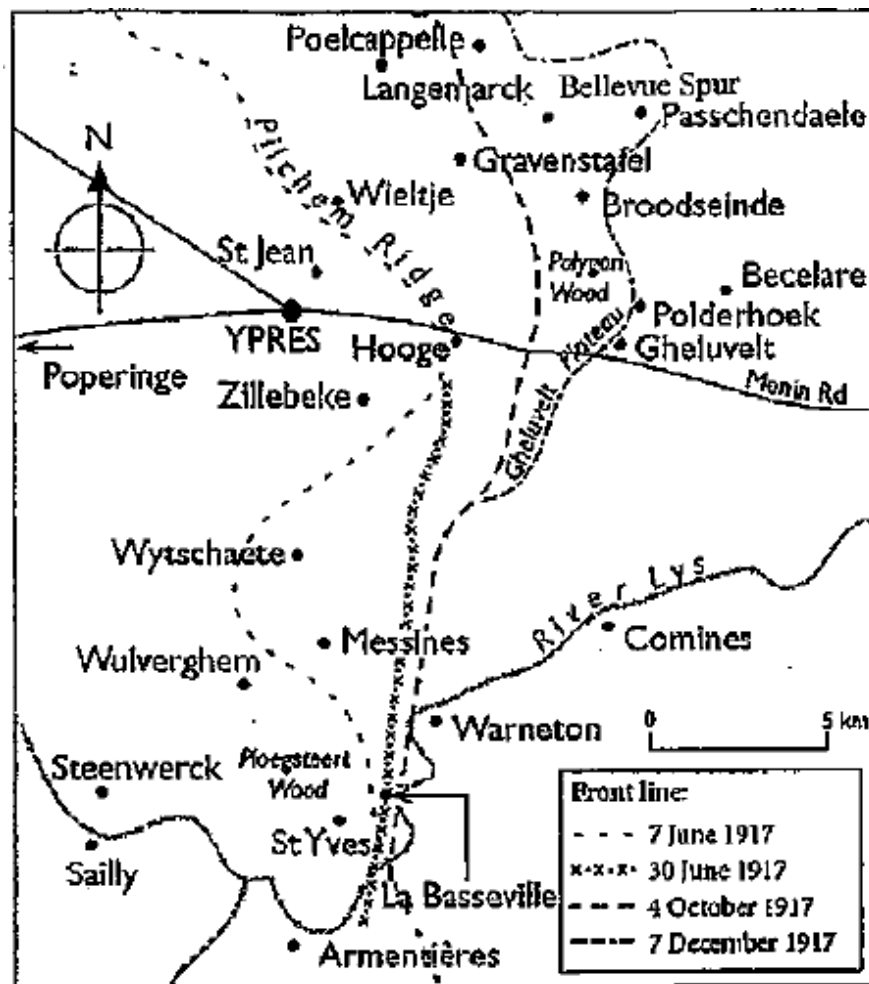 Poelcappelle
Langemarck
Bellevue Spur
Passchendaele
Pilchem Ridge
N
Gravenstafel
Wieltje
Broodseinde
St Jean
Polygon
Wood
Becelare
YPRES
Polderhoek
Hooge
Gheluvelt
Poperinge
Gheluvelt Plateau
Menin Rd
Zillebeke
Wytschaete
River Lys
Messines
Comines
Wulverghem
Warneton
0 5 km
Steenwerck
Ploegsteert
Wood
St Yves
Sailly
La Basseville
Armentières
Front line:
7 June 1917
30 June 1917
4 October 1917
7 December 1917